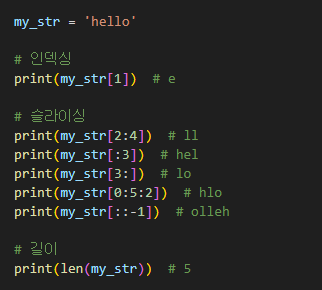 my_str = 'hello'
# 인덱싱
print(my_str[1])  # e
# 슬라이싱
print(my_str[2:4])  # ll
print(my_str[:3])  # hel
print(my_str[3:])  # lo
print(my_str[0:5:2])  # hlo
print(my_str[::-1])  # olleh
# 길이
print(len(my_str))  # 5